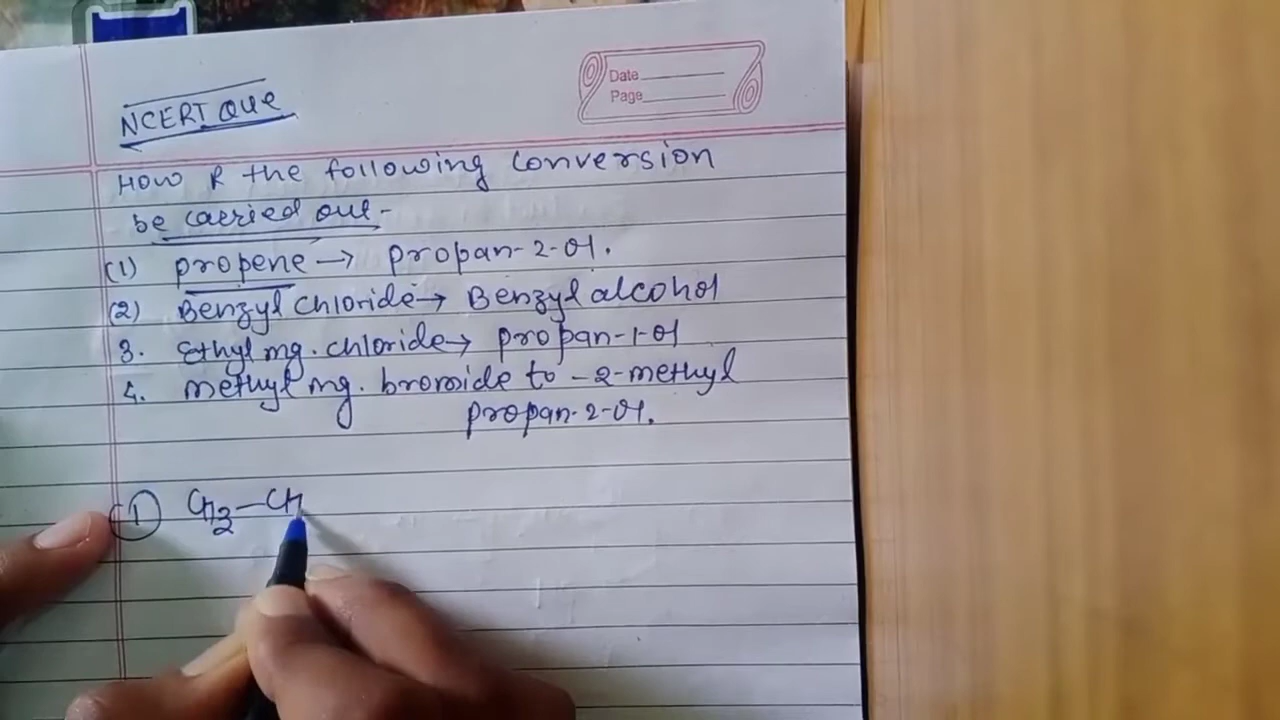 Date
Page
NCERT Que
HOW R the following conversion
be carried out-
(1) propene → propan-2-ol.
(2) Benzyl chloride → Benzyl alcohol
3. Ethyl mg. chloride → propan-1-ol
4. methyl mg. bromide to -2-methyl
propan-2-ol.
(1) CH3-CH